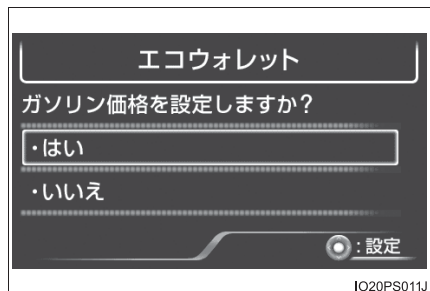 エコウォレット
ガソリン価格を設定しますか？
・はい
・いいえ
：設定
IO20PS011J